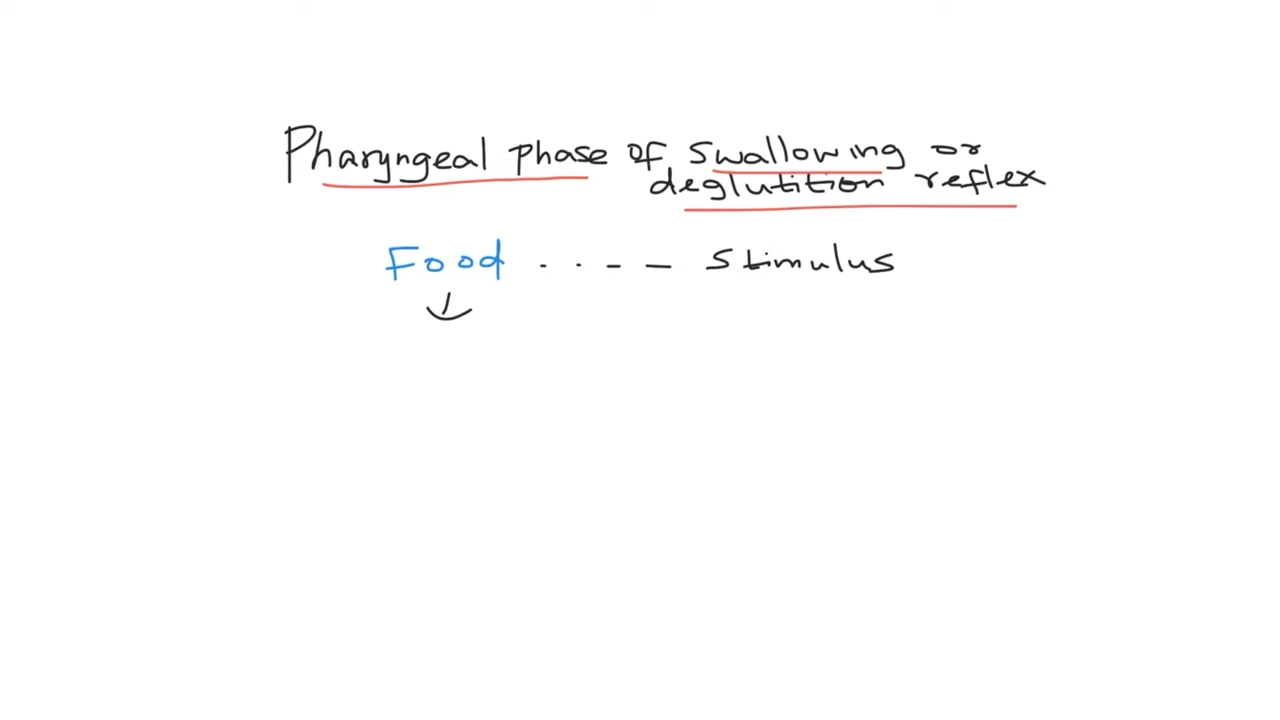 Pharyngeal phase of swallowing or
deglutition reflex
Food . . - - stimulus